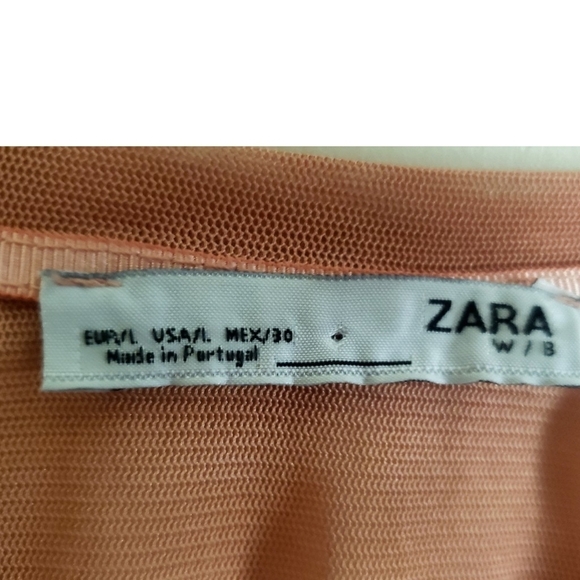 EUR/L USA/L MEX/30
Made in Portugal
ZARA
W / B